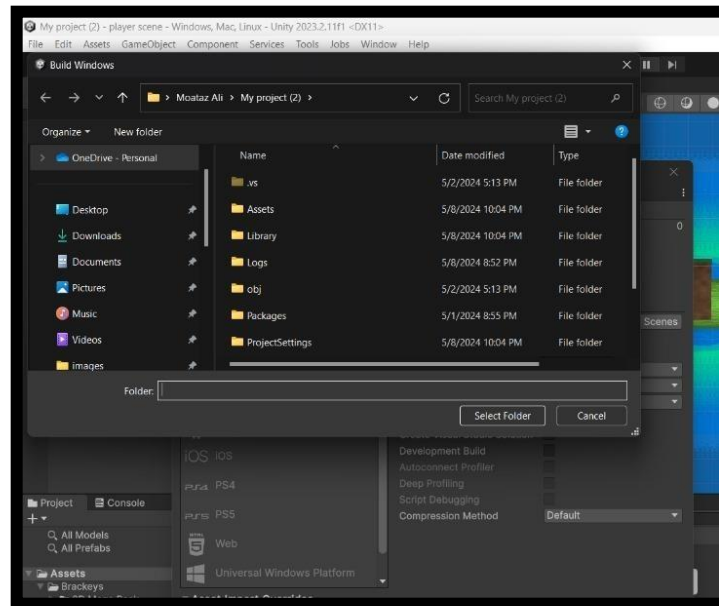 My project (2) - player scene - Windows, Mac, Linux - Unity 2023.2.11f1 <DX11>
File Edit Assets GameObject Component Services Tools Jobs Window Help
Build Windows
Moataz Ali > My project (2) >
Search My project (2)
Organize New folder
OneDrive - Personal
Name Date modified Type
.vs 5/2/2024 5:13 PM File folder
Desktop
Assets 5/8/2024 10:04 PM File folder
Downloads
Library 5/8/2024 10:04 PM File folder
0
Documents
Logs 5/8/2024 8:52 PM File folder
Pictures
obj 5/2/2024 5:13 PM File folder
Music
Packages 5/1/2024 8:55 PM File folder
Scenes
Videos
ProjectSettings 5/8/2024 10:04 PM File folder
images
Folder:
Select Folder Cancel
iOS iOS
Development Build
Autoconnect Profiler
PS4 PS4
Deep Profiling
Script Debugging
Project Console
PS5 PS5
Compression Method Default
All Models
All Prefabs
5 Web
Assets
Universal Windows Platform
Brackeys